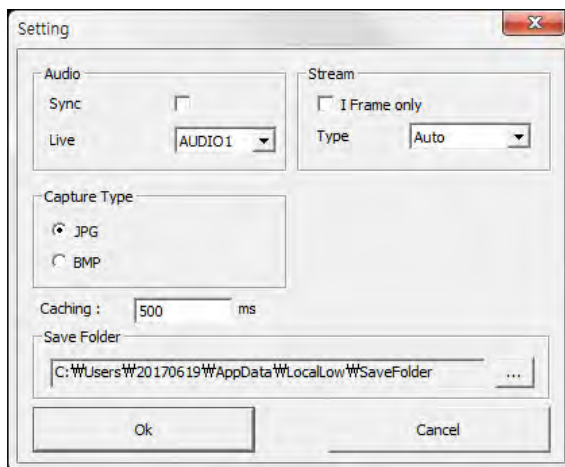 Setting
Audio
Sync
Live
AUDIO1
Stream
I Frame only
Type
Auto
Capture Type
JPG
BMP
Caching :
500
ms
Save Folder
C:₩Users₩20170619₩AppData₩LocalLow₩SaveFolder
...
Ok
Cancel